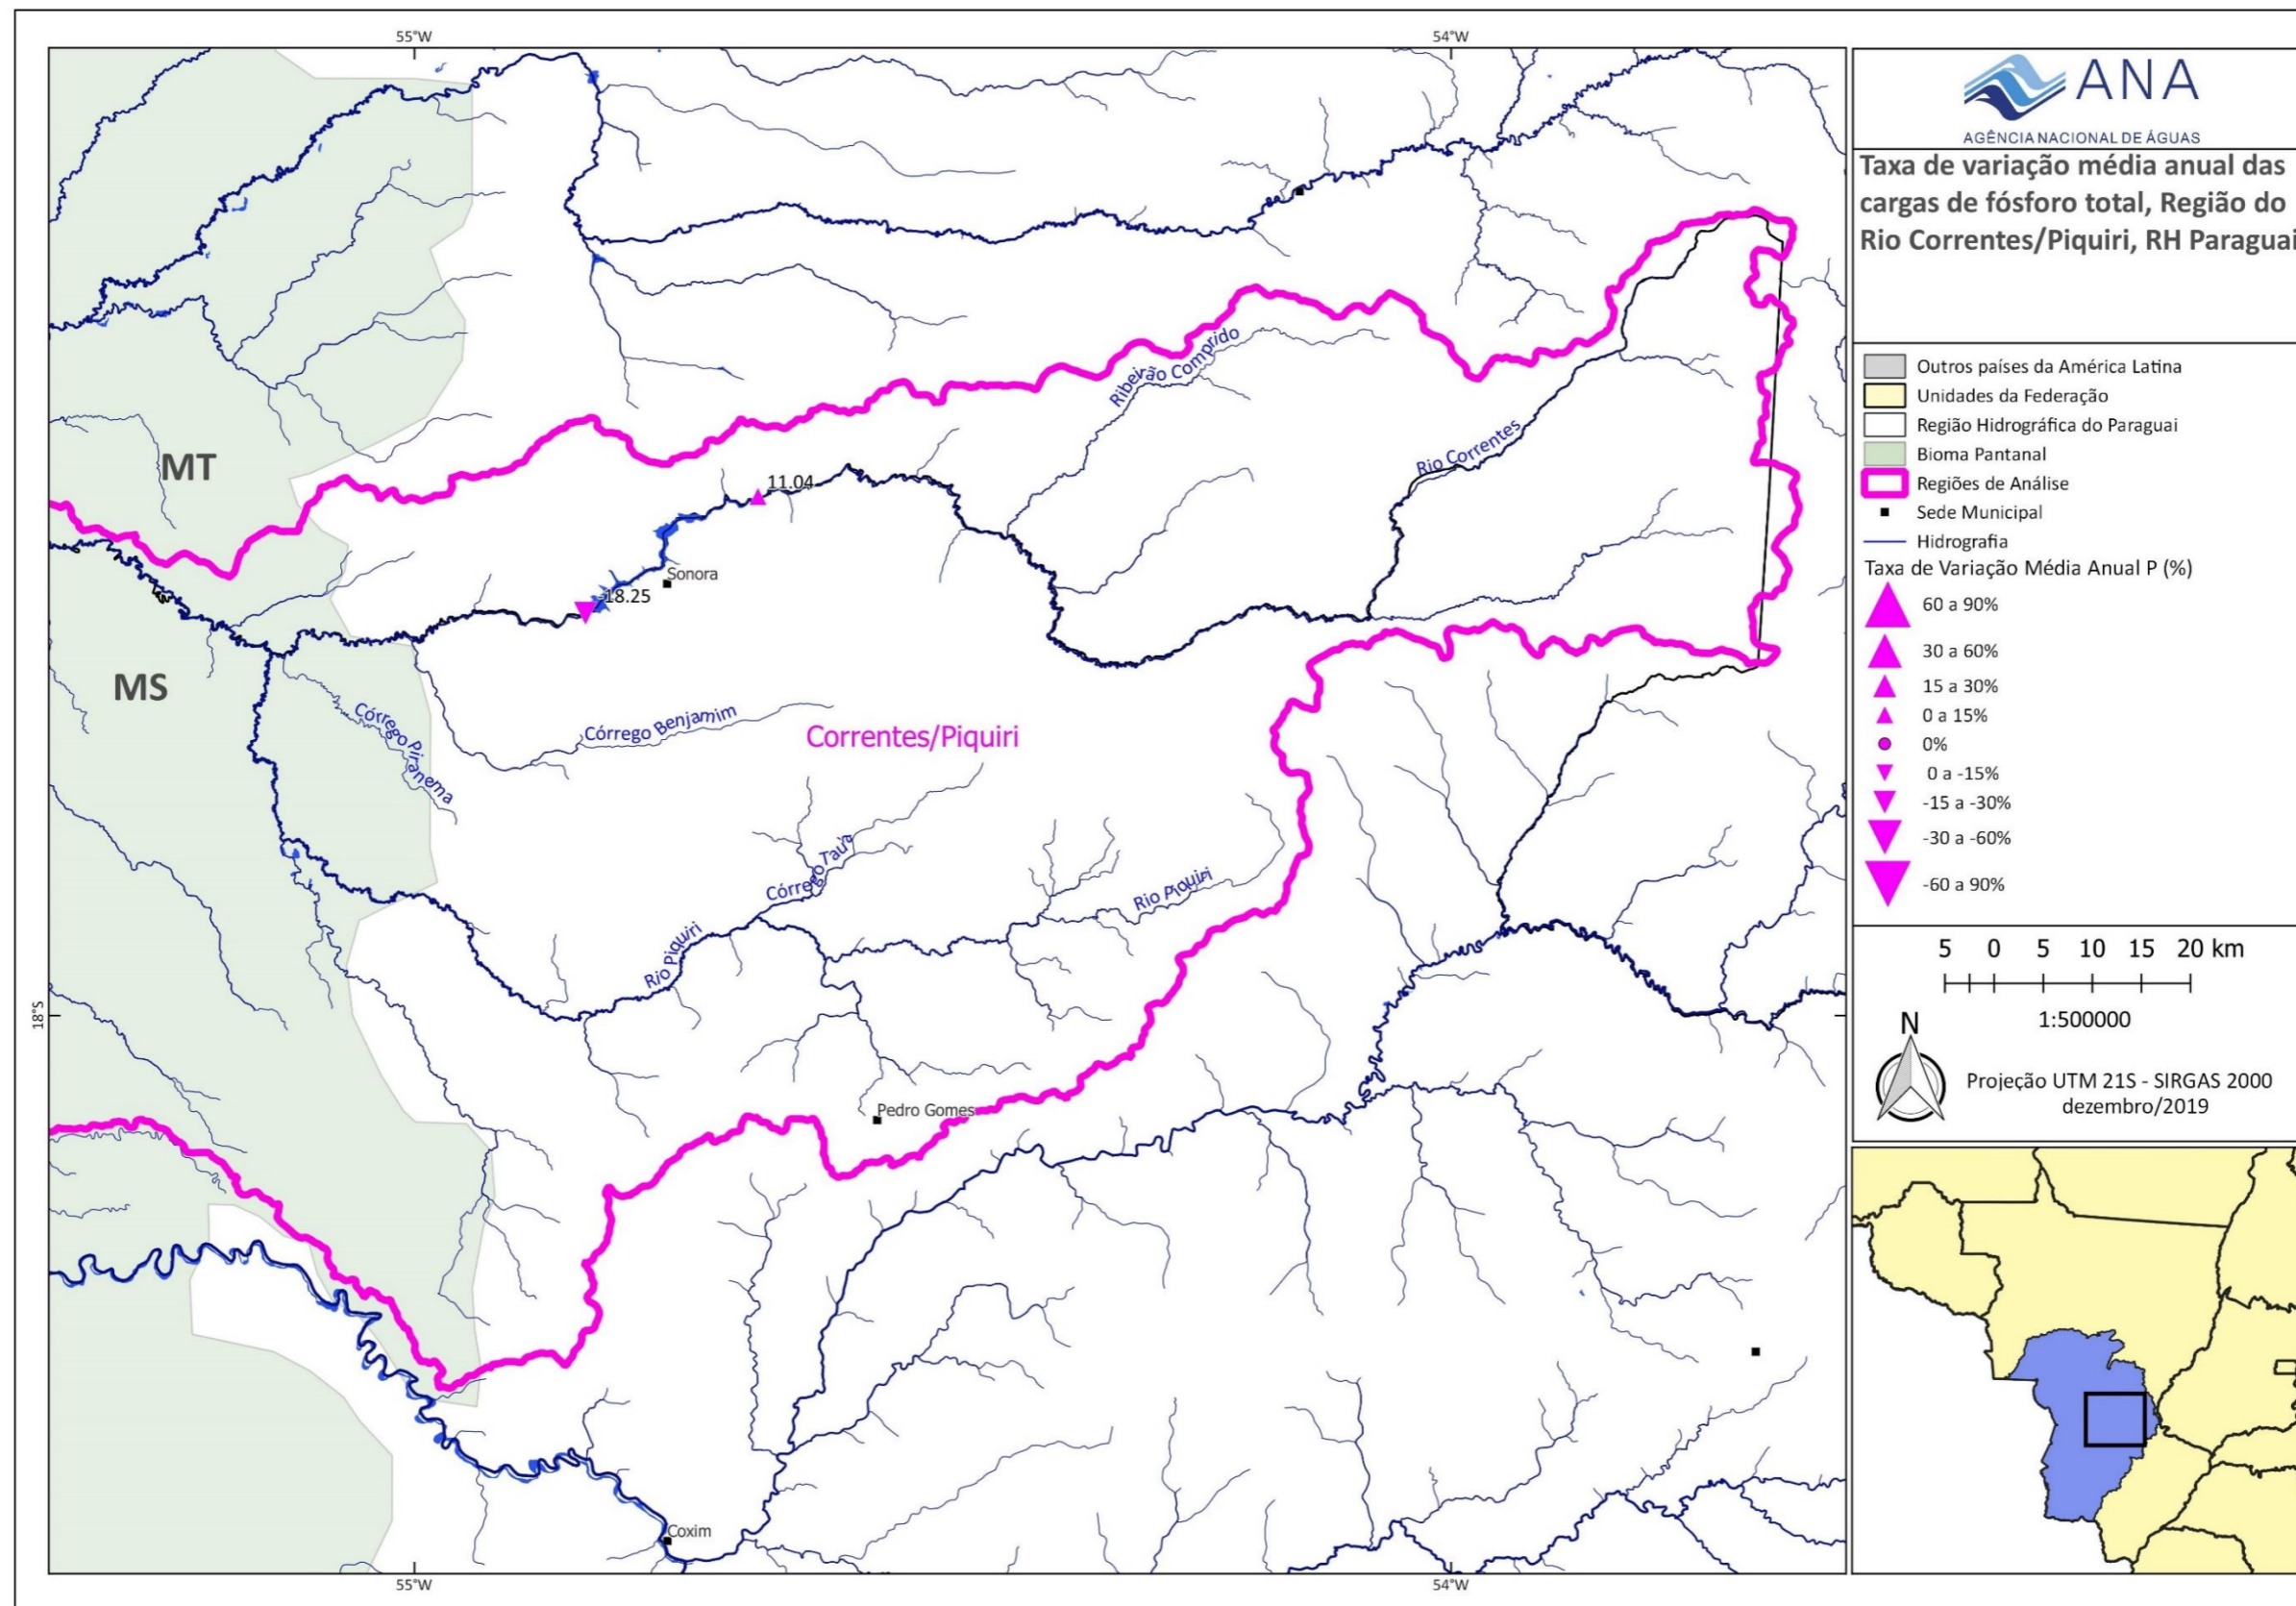 55°W
54°W
ANA
AGÊNCIA NACIONAL DE ÁGUAS
Taxa de variação média anual das
cargas de fósforo total, Região do
Rio Correntes/Piquiri, RH Paraguai
Outros países da América Latina
Unidades da Federação
Região Hidrográfica do Paraguai
Bioma Pantanal
Regiões de Análise
Sede Municipal
Hidrografia
Taxa de Variação Média Anual P (%)
60 a 90%
30 a 60%
15 a 30%
0 a 15%
0%
0 a -15%
-15 a -30%
-30 a -60%
-60 a 90%
5 0 5 10 15 20 km
1:500000
N
Projeção UTM 21S - SIRGAS 2000
dezembro/2019
Ribeirão Comprido
Rio Correntes
MT
11.04
Sonora
-18.25
MS
Córrego Piranema
Córrego Benjamim
Correntes/Piquiri
Córrego Tauá
Rio Piquiri
Rio Piquiri
18°S
Pedro Gomes
Coxim
55°W
54°W